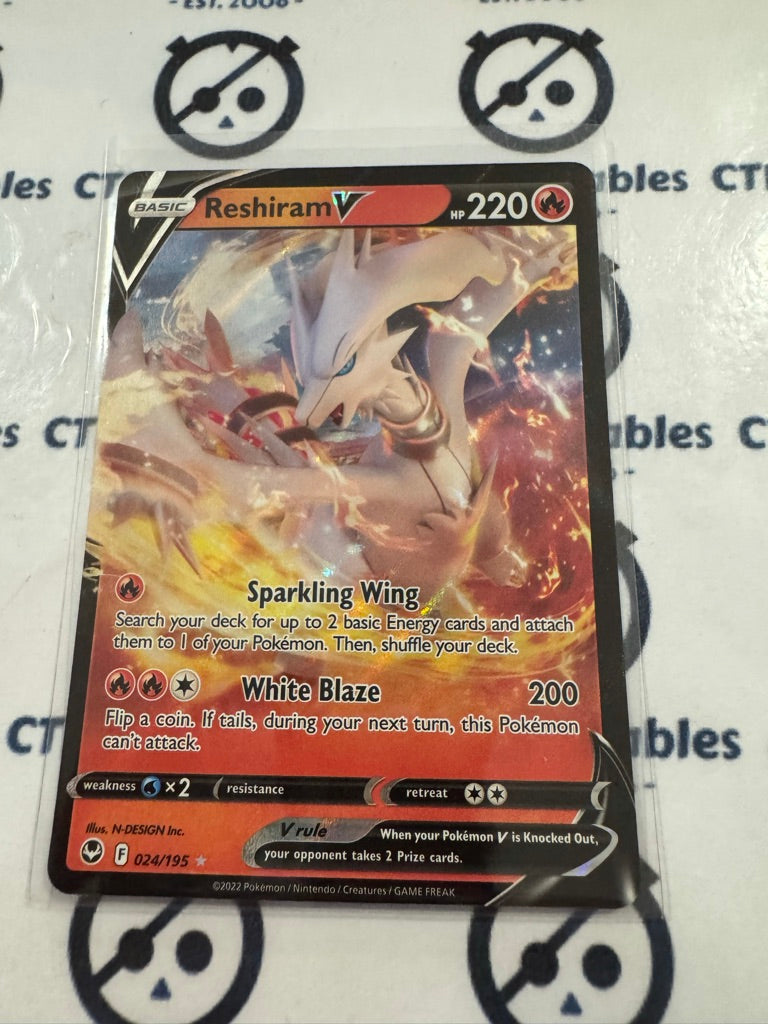 - EST. 2008 -
les CT
CTI
BASIC
Reshiram V
HP 220
s CT
ables C
Sparkling Wing
Search your deck for up to 2 basic Energy cards and attach
them to 1 of your Pokémon. Then, shuffle your deck.
White Blaze 200
Flip a coin. If tails, during your next turn, this Pokémon
can't attack.
CT
bles
weakness ×2 resistance retreat
Illus. N-DESIGN Inc.
V rule When your Pokémon V is Knocked Out,
your opponent takes 2 Prize cards.
F 024/195
©2022 Pokémon / Nintendo / Creatures / GAME FREAK